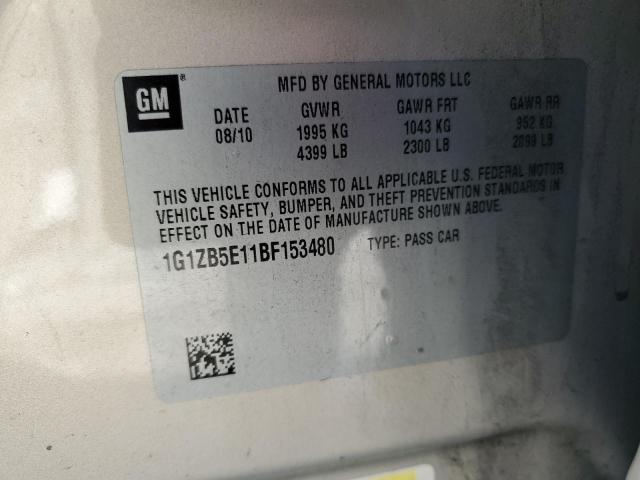 GM ®
MFD BY GENERAL MOTORS LLC
DATE GVWR GAWR FRT GAWR RR
08/10 1995 KG 1043 KG 952 KG
4399 LB 2300 LB 2099 LB
THIS VEHICLE CONFORMS TO ALL APPLICABLE U.S. FEDERAL MOTOR
VEHICLE SAFETY, BUMPER, AND THEFT PREVENTION STANDARDS IN
EFFECT ON THE DATE OF MANUFACTURE SHOWN ABOVE.
1G1ZB5E11BF153480 TYPE: PASS CAR